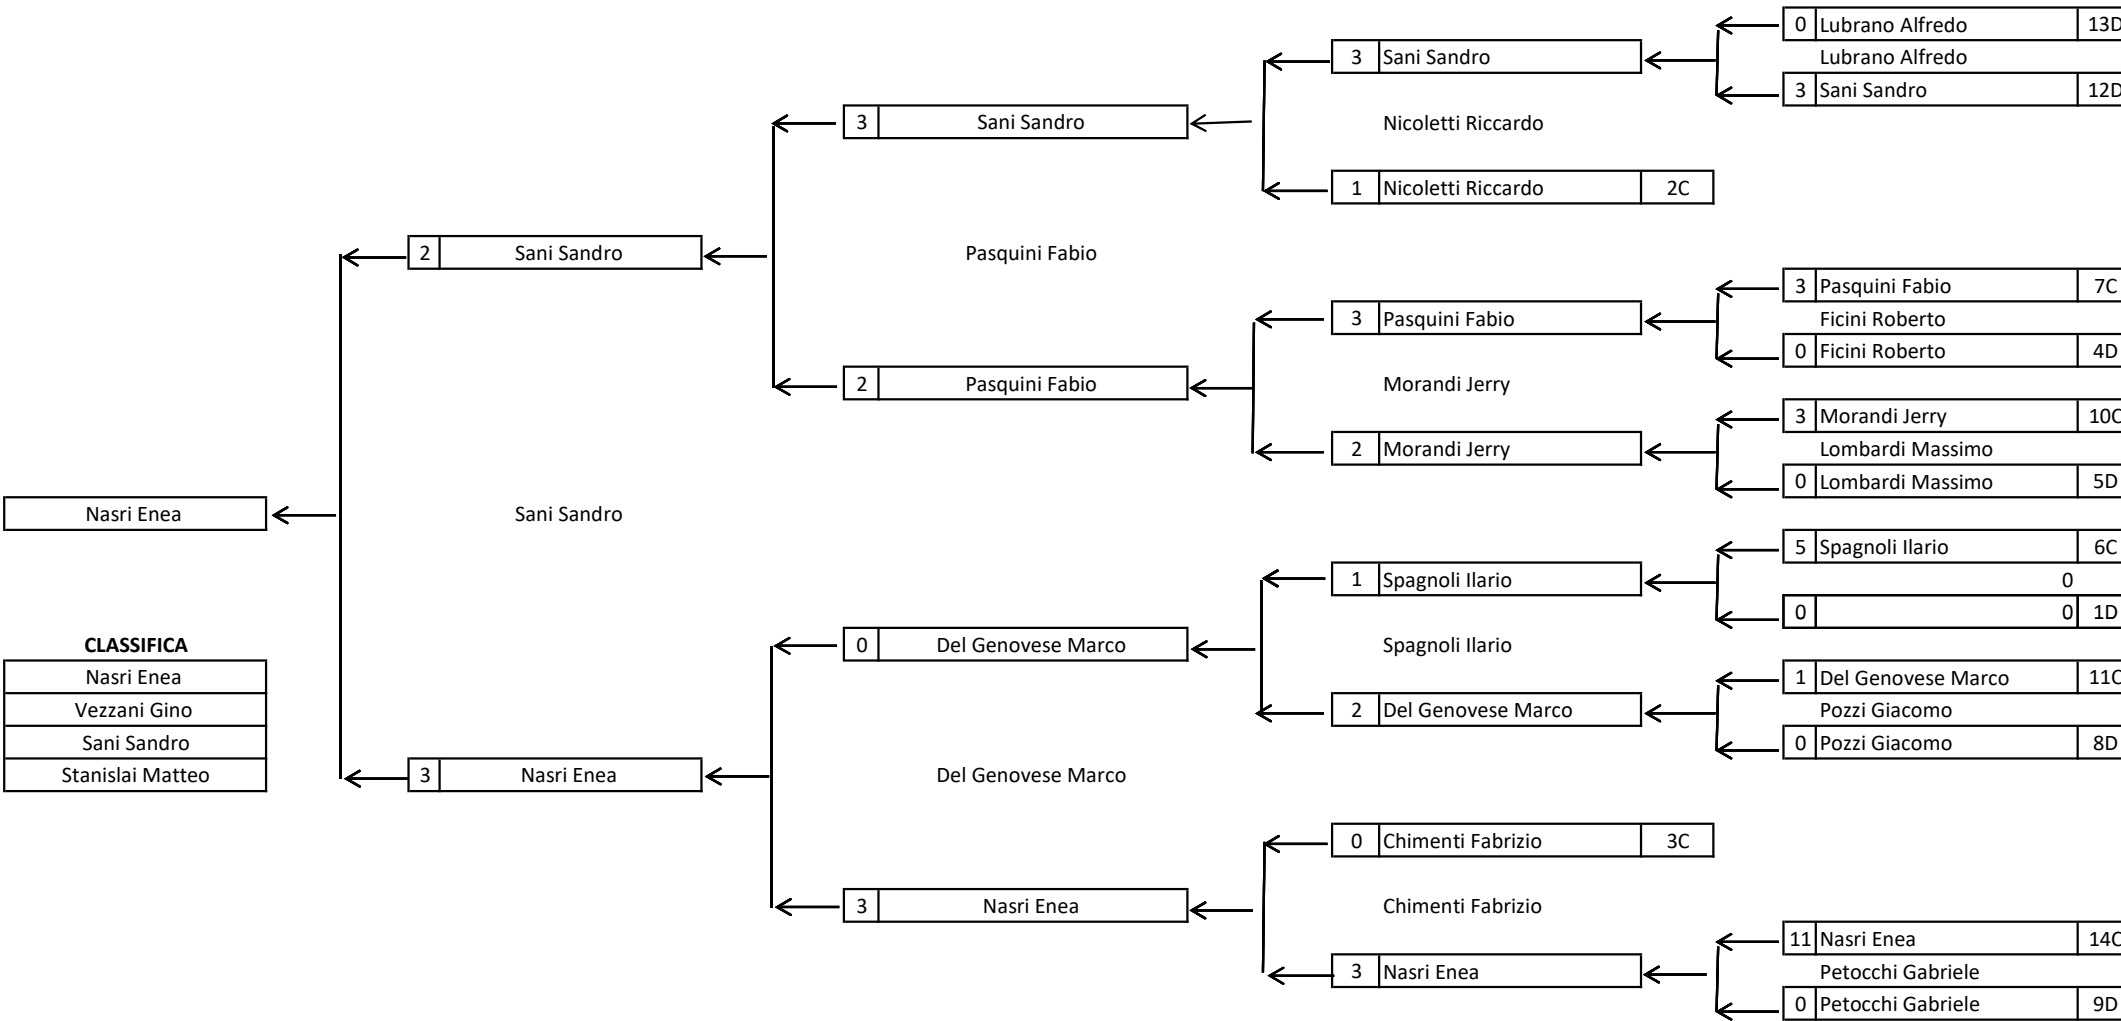 0 Lubrano Alfredo 13D
3 Sani Sandro Lubrano Alfredo
3 Sani Sandro 12D
3 Sani Sandro Nicoletti Riccardo
1 Nicoletti Riccardo 2C
2 Sani Sandro Pasquini Fabio
3 Pasquini Fabio 7C
3 Pasquini Fabio Ficini Roberto
0 Ficini Roberto 4D
2 Pasquini Fabio Morandi Jerry
3 Morandi Jerry 10C
2 Morandi Jerry Lombardi Massimo
0 Lombardi Massimo 5D
Nasri Enea Sani Sandro
5 Spagnoli Ilario 6C
1 Spagnoli Ilario 0
0 0 1D
CLASSIFICA 0 Del Genovese Marco Spagnoli Ilario
Nasri Enea 1 Del Genovese Marco 11C
Vezzani Gino 2 Del Genovese Marco Pozzi Giacomo
Sani Sandro 0 Pozzi Giacomo 8D
Stanislai Matteo 3 Nasri Enea Del Genovese Marco
0 Chimenti Fabrizio 3C
3 Nasri Enea Chimenti Fabrizio
11 Nasri Enea 14C
3 Nasri Enea Petocchi Gabriele
0 Petocchi Gabriele 9D